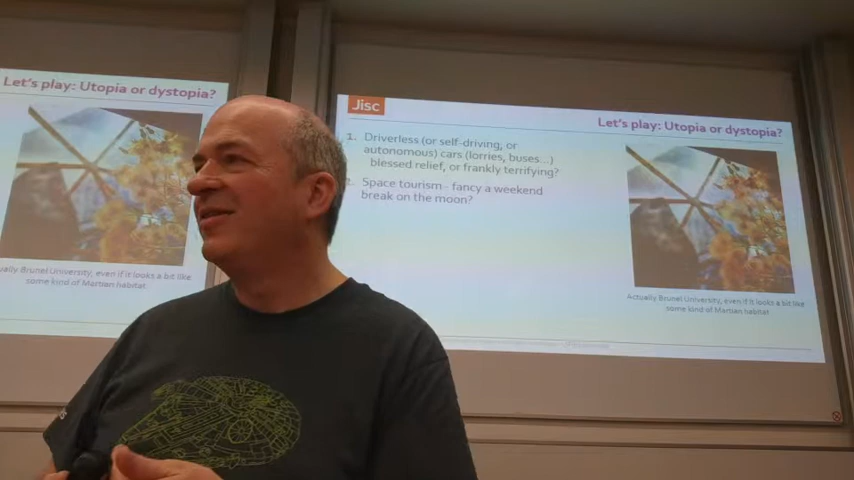 Let's play: Utopia or dystopia?
Actually Brunel University, even if it looks a bit like
some kind of Martian habitat
Jisc
Let's play: Utopia or dystopia?
1. Driverless (or self-driving, or
autonomous) cars (lorries, buses...)
blessed relief, or frankly terrifying?
Space tourism - fancy a weekend
break on the moon?
Actually Brunel University, even if it looks a bit like
some kind of Martian habitat